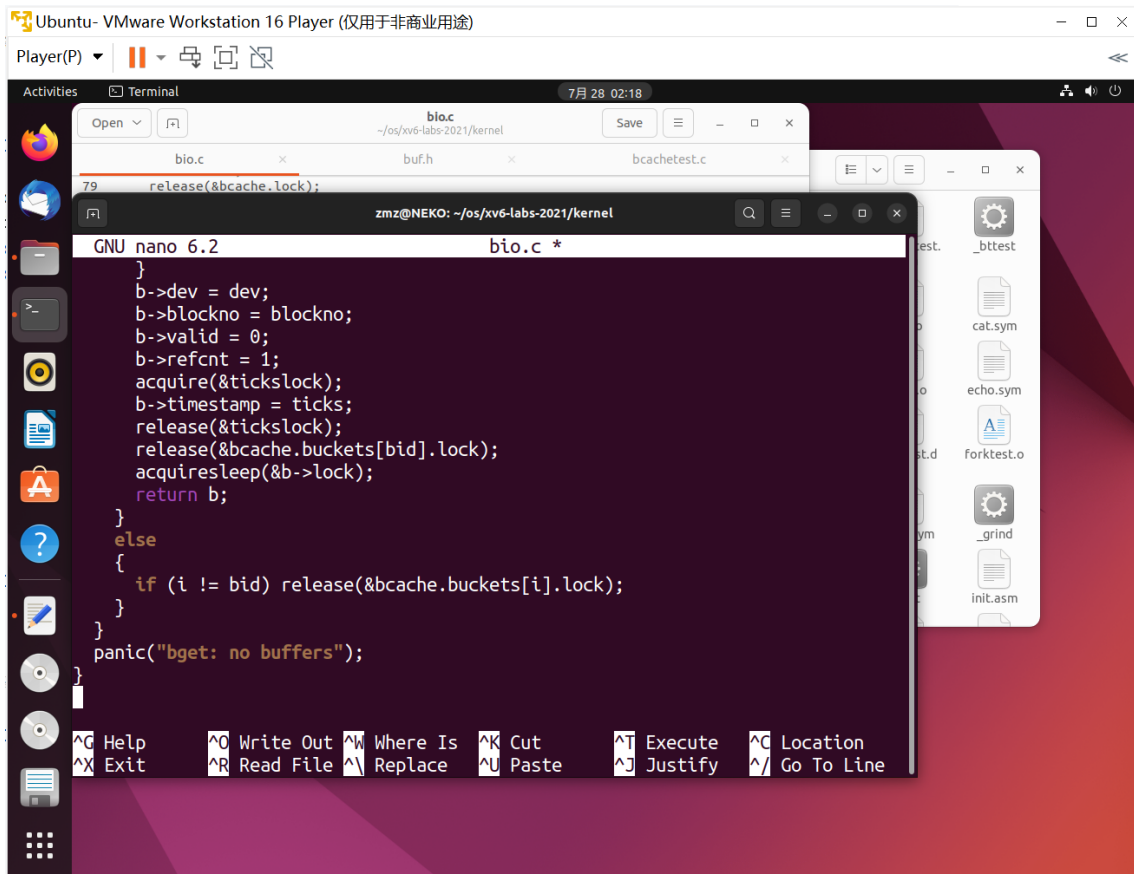 Ubuntu- VMware Workstation 16 Player (仅用于非商业用途)
Player(P)
Activities
Terminal
7月 28 02:18
Open
bio.c
~/os/xv6-labs-2021/kernel
Save
bio.c
buf.h
bcachetest.c
79 release(&bcache.lock);
zmz@NEKO: ~/os/xv6-labs-2021/kernel
GNU nano 6.2 bio.c *
}
b->dev = dev;
b->blockno = blockno;
b->valid = 0;
b->refcnt = 1;
acquire(&tickslock);
b->timestamp = ticks;
release(&tickslock);
release(&bcache.buckets[bid].lock);
acquiresleep(&b->lock);
return b;
}
else
{
if (i != bid) release(&bcache.buckets[i].lock);
}
}
panic("bget: no buffers");
}
^G Help ^O Write Out ^W Where Is ^K Cut ^T Execute ^C Location
^X Exit ^R Read File ^\ Replace ^U Paste ^J Justify ^/ Go To Line
_bttest
cat.sym
echo.sym
st.d
forktest.o
ym
_grind
init.asm